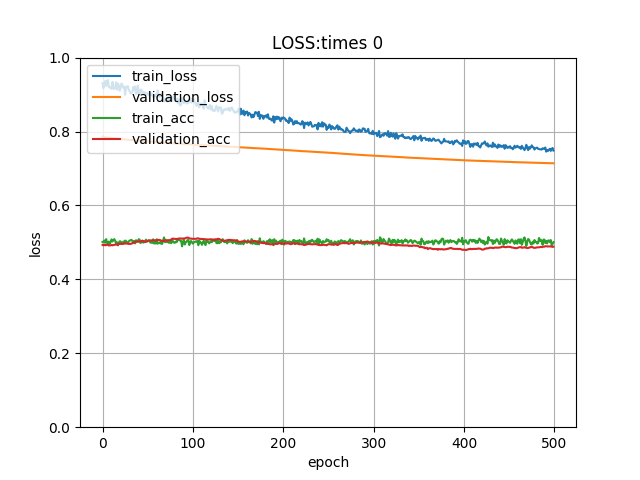 LOSS:times 0
1.0
train_loss
validation_loss
train_acc
validation_acc
0.8
0.6
loss
0.4
0.2
0.0
0 100 200 300 400 500
epoch